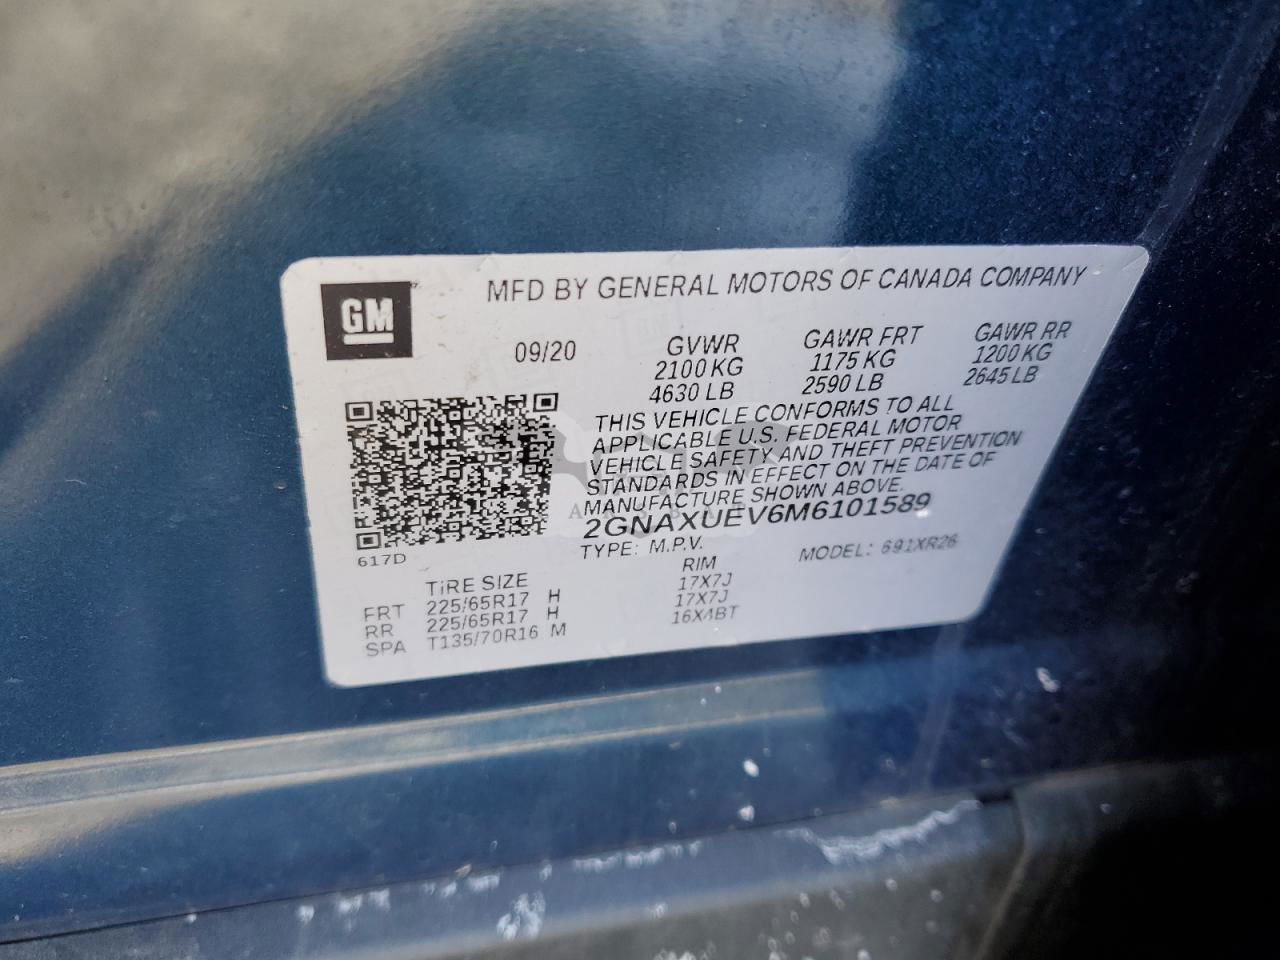 GM
MFD BY GENERAL MOTORS OF CANADA COMPANY
09/20
GVWR
2100 KG
4630 LB
GAWR FRT
1175 KG
2590 LB
GAWR RR
1200 KG
2645 LB
THIS VEHICLE CONFORMS TO ALL
APPLICABLE U.S. FEDERAL MOTOR
VEHICLE SAFETY AND THEFT PREVENTION
STANDARDS IN EFFECT ON THE DATE OF
MANUFACTURE SHOWN ABOVE.
2GNAXUEV6M6101589
TYPE: M.P.V.
MODEL: 691XR26
617D
TIRE SIZE
RIM
FRT 225/65R17 H 17X7J
RR 225/65R17 H 17X7J
SPA T135/70R16 M 16X4BT